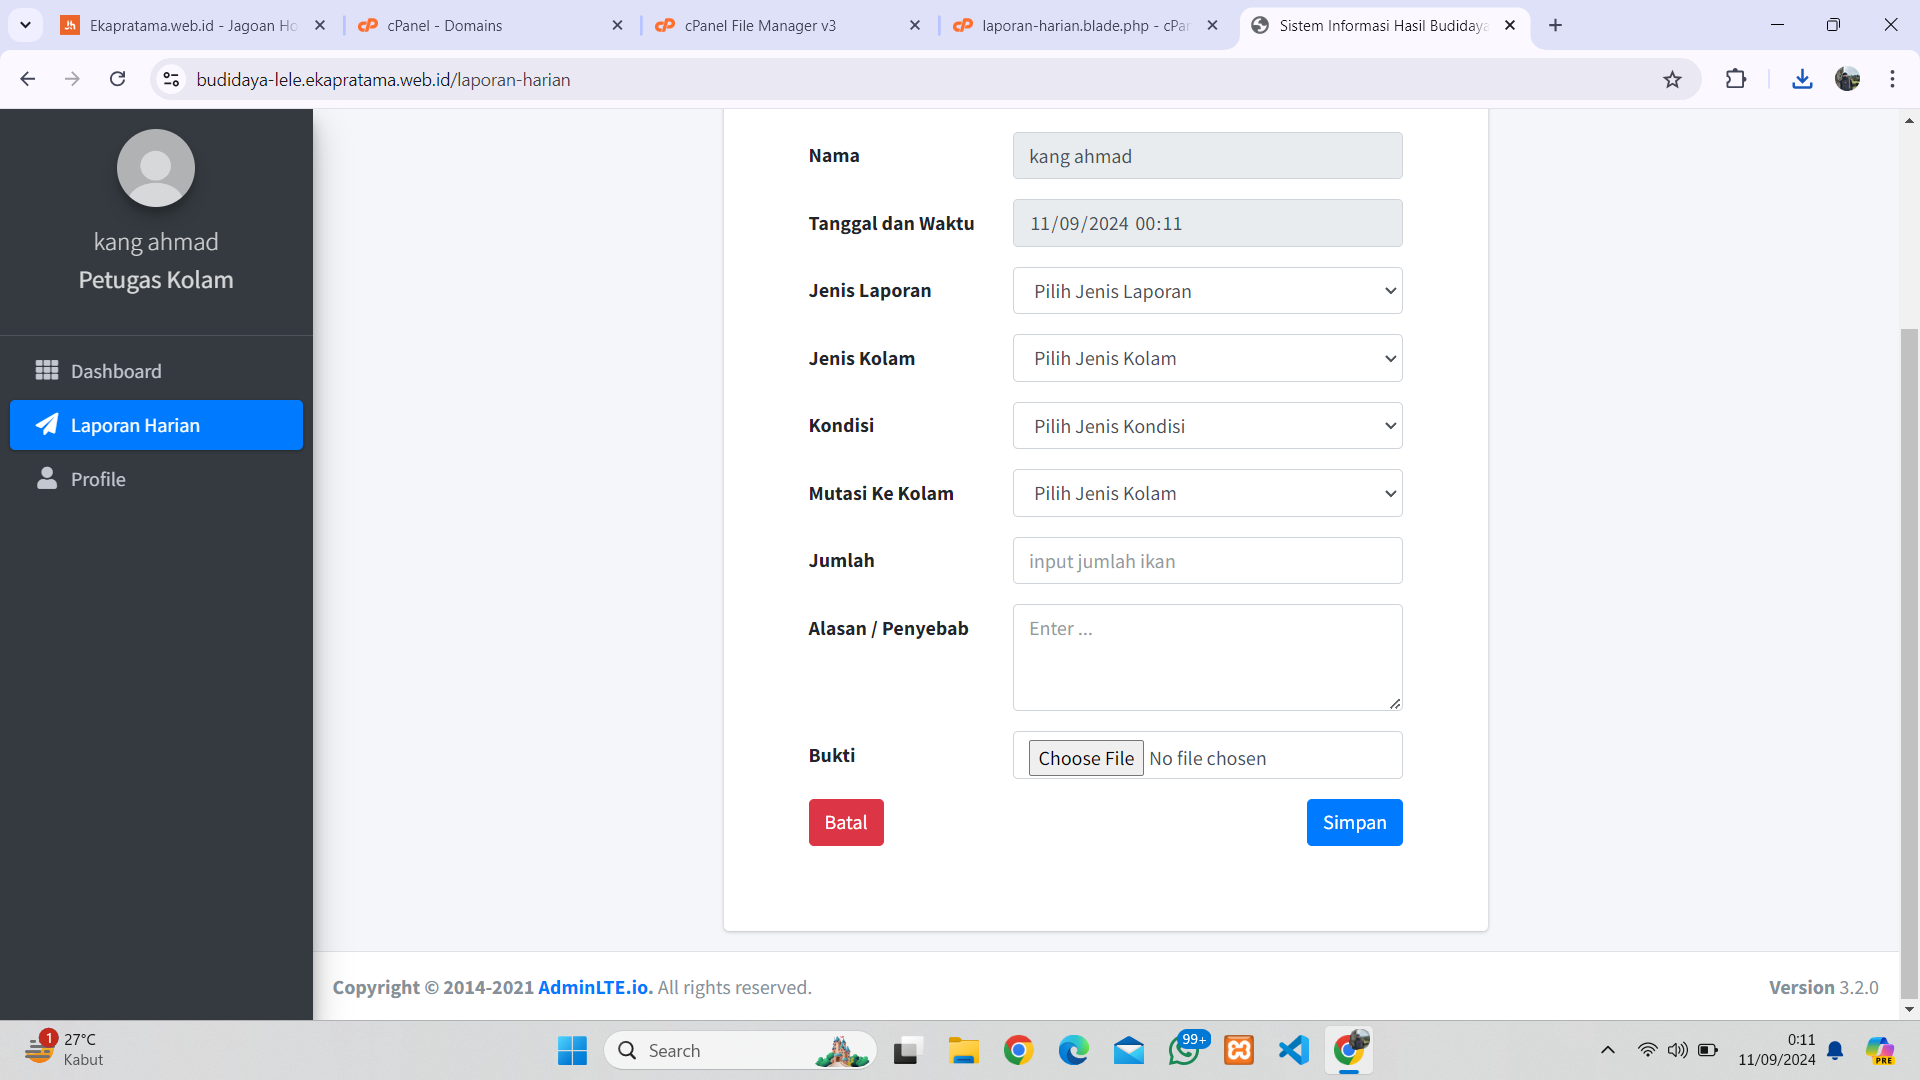 Ekapratama.web.id - Jagoan Ho
cPanel - Domains
cPanel File Manager v3
laporan-harian.blade.php - cPan
Sistem Informasi Hasil Budidaya
budidaya-lele.ekapratama.web.id/laporan-harian
kang ahmad
Petugas Kolam
Dashboard
Laporan Harian
Profile
Nama
kang ahmad
Tanggal dan Waktu
11/09/2024 00:11
Jenis Laporan
Pilih Jenis Laporan
Jenis Kolam
Pilih Jenis Kolam
Kondisi
Pilih Jenis Kondisi
Mutasi Ke Kolam
Pilih Jenis Kolam
Jumlah
input jumlah ikan
Alasan / Penyebab
Enter ...
Bukti
Choose File No file chosen
Batal
Simpan
Copyright © 2014-2021 AdminLTE.io. All rights reserved.
Version 3.2.0
1
27°C
Kabut
Search
99+
0:11
11/09/2024
PRE